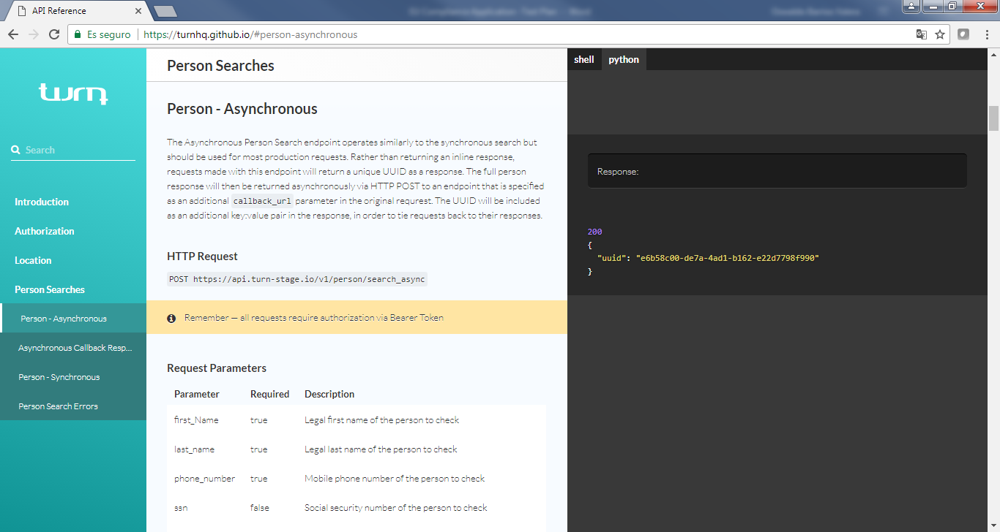 API Reference
Es seguro
https://turnhq.github.io/#person-asynchronous
turn
Search
Introduction
Authorization
Location
Person Searches
Person - Asynchronous
Asynchronous Callback Resp...
Person - Synchronous
Person Search Errors
Person Searches
Person - Asynchronous
The Asynchronous Person Search endpoint operates similarly to the synchronous search but
should be used for most production requests. Rather than returning an inline response,
requests made with this endpoint will return a unique UUID as a response. The full person
response will then be returned asynchronously via HTTP POST to an endpoint that is specified
as an additional callback_url parameter in the original requrest. The UUID will be included
as an additional key:value pair in the response, in order to tie requests back to their responses.
HTTP Request
POST https://api.turn-stage.io/v1/person/search_async
Remember — all requests require authorization via Bearer Token
Request Parameters
Parameter Required Description
first_Name true Legal first name of the person to check
last_name true Legal last name of the person to check
phone_number true Mobile phone number of the person to check
ssn false Social security number of the person to check
shell python
Response:
200
{
"uuid": "e6b58c00-de7a-4ad1-b162-e22d7798f990"
}